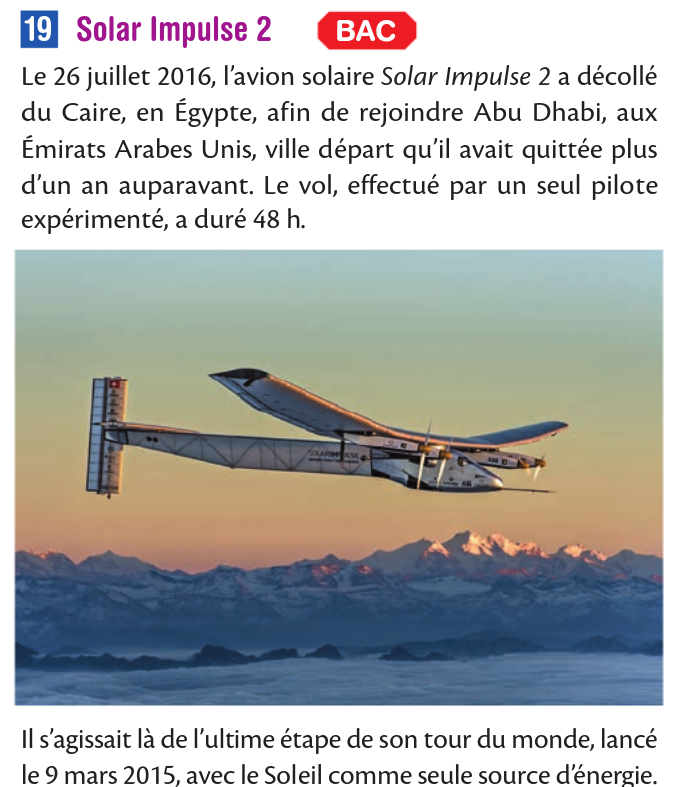 19 Solar Impulse 2 BAC
Le 26 juillet 2016, l'avion solaire Solar Impulse 2 a décollé
du Caire, en Égypte, afin de rejoindre Abu Dhabi, aux
Émirats Arabes Unis, ville départ qu'il avait quittée plus
d'un an auparavant. Le vol, effectué par un seul pilote
expérimenté, a duré 48 h.
SOLARIMPULSE
ABB
ABB
Il s'agissait là de l'ultime étape de son tour du monde, lancé
le 9 mars 2015, avec le Soleil comme seule source d'énergie.